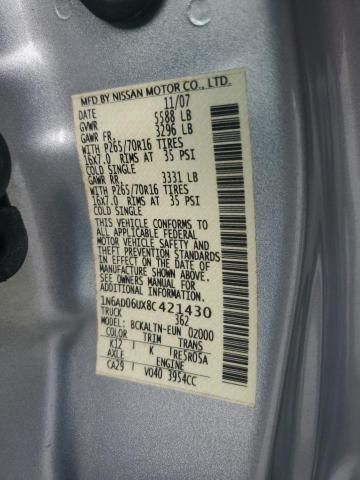 MFD BY NISSAN MOTOR CO., LTD.
DATE 11/07
GVWR 5588 LB
GAWR FR. 3296 LB
WITH P265/70R16 TIRES
16X7.0 RIMS AT 35 PSI
COLD SINGLE
GAWR RR. 3331 LB
WITH P265/70R16 TIRES
16X7.0 RIMS AT 35 PSI
COLD SINGLE
THIS VEHICLE CONFORMS TO
ALL APPLICABLE FEDERAL
MOTOR VEHICLE SAFETY AND
THEFT PREVENTION STANDARDS
IN EFFECT ON THE DATE OF
MANUFACTURE SHOWN ABOVE.
SEE OWNERS MANUAL FOR
ADDITIONAL INFORMATION
1N6AD06UX8C421430
TRUCK 362
MODEL BCKALTN-EUN 02000
COLOR TRIM TRANS
K12 K RE5R05A
AXLE ENGINE
CA29 VQ40 3954CC